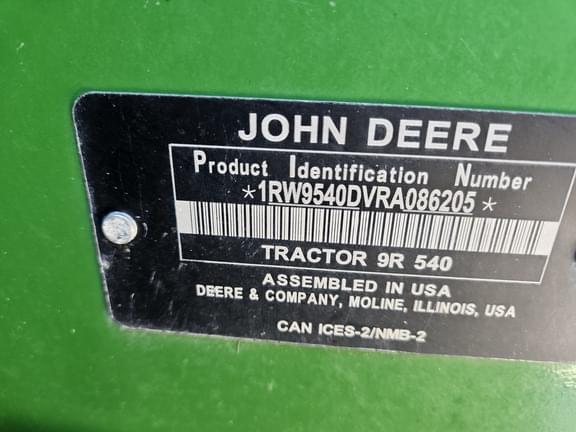 JOHN DEERE
Product Identification Number
*1RW9540DVRA086205*
TRACTOR 9R 540
ASSEMBLED IN USA
DEERE & COMPANY, MOLINE, ILLINOIS, USA
CAN ICES-2/NMB-2